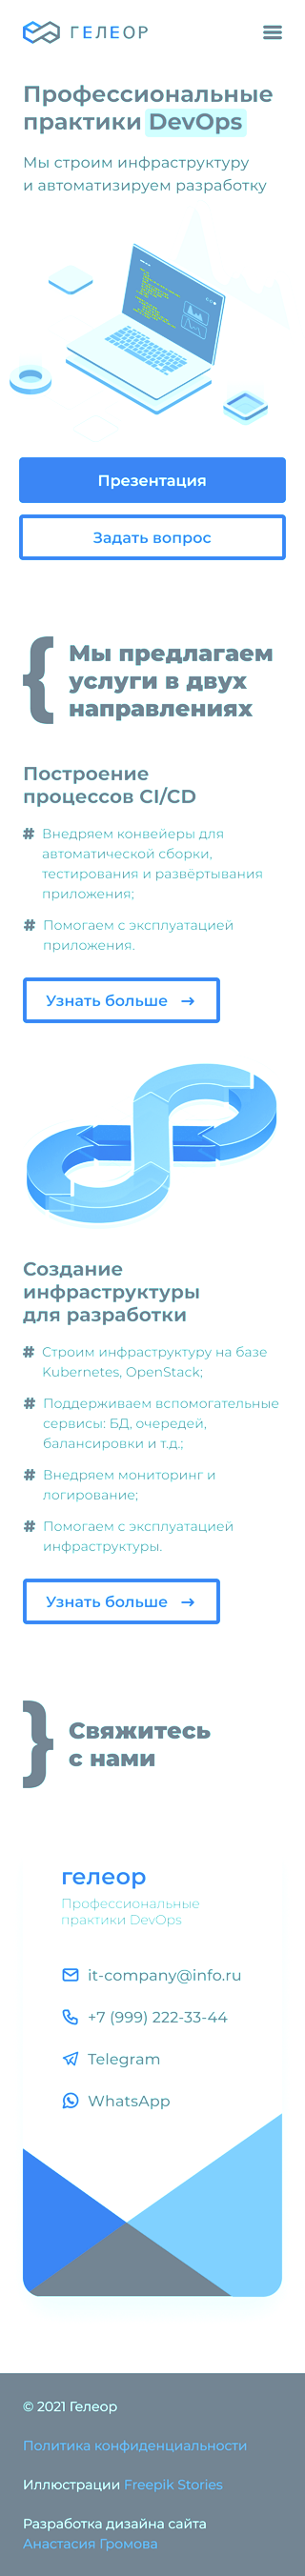 ГЕЛЕОР
Профессиональные
практики DevOps
Мы строим инфраструктуру
и автоматизируем разработку
Презентация
Задать вопрос
{ Мы предлагаем
услуги в двух
направлениях
Построение
процессов CI/CD
# Внедряем конвейеры для
автоматической сборки,
тестирования и развёртывания
приложения;
# Помогаем с эксплуатацией
приложения.
Узнать больше →
Создание
инфраструктуры
для разработки
# Строим инфраструктуру на базе
Kubernetes, OpenStack;
# Поддерживаем вспомогательные
сервисы: БД, очередей,
балансировки и т.д.;
# Внедряем мониторинг и
логирование;
# Помогаем с эксплуатацией
инфраструктуры.
Узнать больше →
} Свяжитесь
с нами
гелеор
Профессиональные
практики DevOps
it-company@info.ru
+7 (999) 222-33-44
Telegram
WhatsApp
© 2021 Гелеор
Политика конфиденциальности
Иллюстрации Freepik Stories
Разработка дизайна сайта
Анастасия Громова